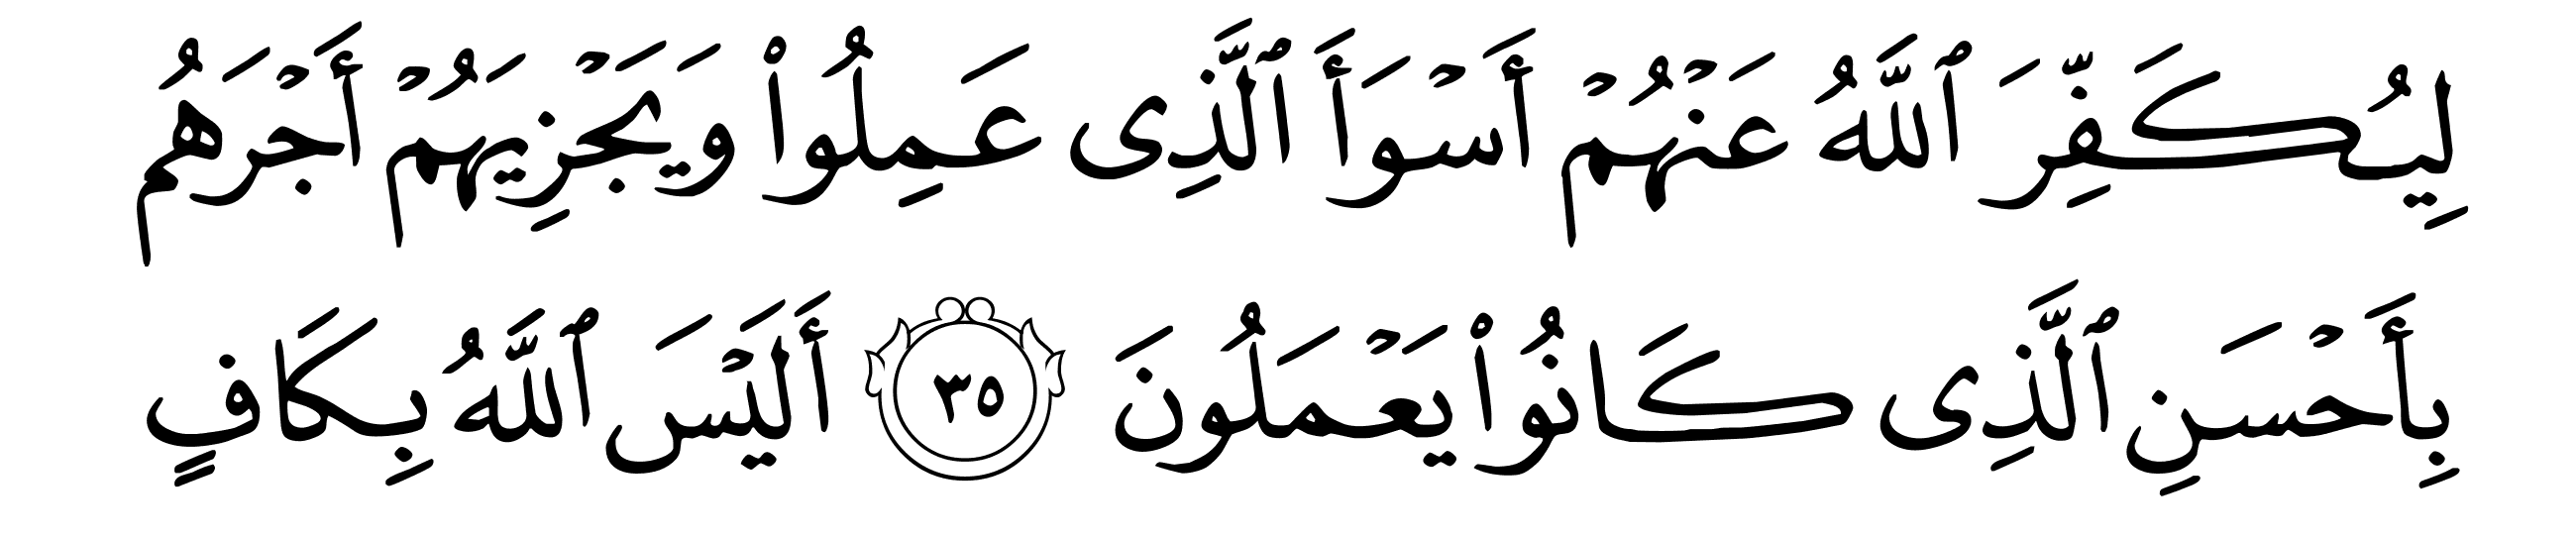 لِيُكَفِّرَ ٱللَّهُ عَنْهُمْ أَسْوَأَ ٱلَّذِى عَمِلُوا۟ وَيَجْزِيَهُمْ أَجْرَهُم
بِأَحْسَنِ ٱلَّذِى كَانُوا۟ يَعْمَلُونَ ٣٥ أَلَيْسَ ٱللَّهُ بِكَافٍ